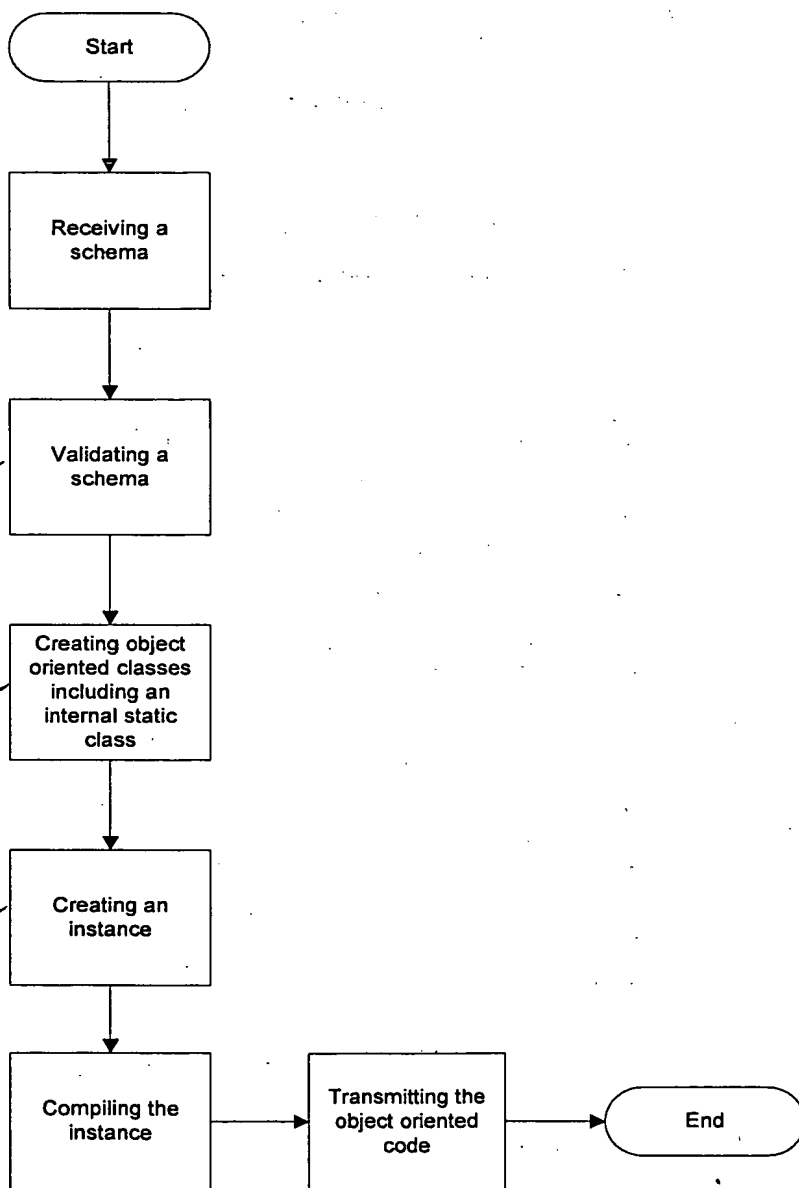 Start
Receiving a
schema
Validating a
schema
Creating object
oriented classes
including an
internal static
class
Creating an
instance
Compiling the
instance
Transmitting the
object oriented
code
End